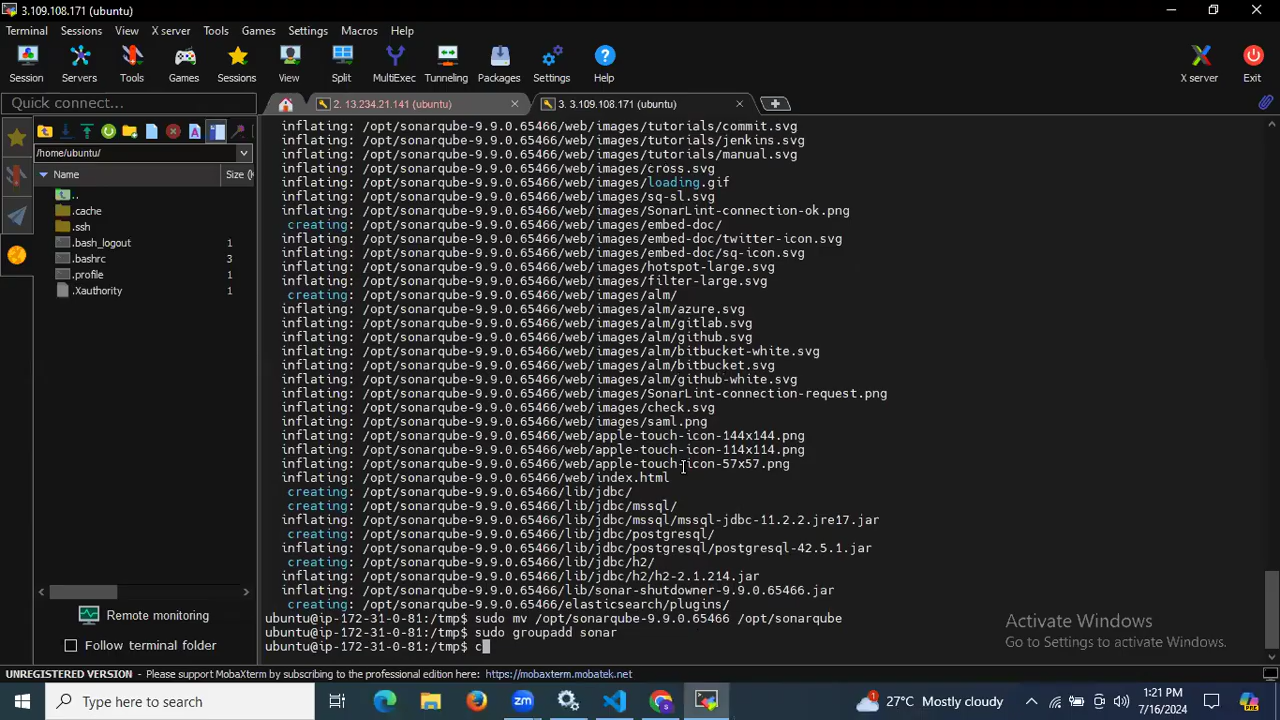 3.109.108.171 (ubuntu)
Terminal Sessions View X server Tools Games Settings Macros Help
Session Servers Tools Games Sessions View Split MultiExec Tunneling Packages Settings Help X server Exit
Quick connect...
2. 13.234.21.141 (ubuntu)
3. 3.109.108.171 (ubuntu)
/home/ubuntu/
Name Size (K
..
.cache
.ssh
.bash_logout 1
.bashrc 3
.profile 1
.Xauthority 1
Remote monitoring
Follow terminal folder
inflating: /opt/sonarqube-9.9.0.65466/web/images/tutorials/commit.svg
inflating: /opt/sonarqube-9.9.0.65466/web/images/tutorials/jenkins.svg
inflating: /opt/sonarqube-9.9.0.65466/web/images/tutorials/manual.svg
inflating: /opt/sonarqube-9.9.0.65466/web/images/cross.svg
inflating: /opt/sonarqube-9.9.0.65466/web/images/loading.gif
inflating: /opt/sonarqube-9.9.0.65466/web/images/sq-sl.svg
inflating: /opt/sonarqube-9.9.0.65466/web/images/SonarLint-connection-ok.png
creating: /opt/sonarqube-9.9.0.65466/web/images/embed-doc/
inflating: /opt/sonarqube-9.9.0.65466/web/images/embed-doc/twitter-icon.svg
inflating: /opt/sonarqube-9.9.0.65466/web/images/embed-doc/sq-icon.svg
inflating: /opt/sonarqube-9.9.0.65466/web/images/hotspot-large.svg
inflating: /opt/sonarqube-9.9.0.65466/web/images/filter-large.svg
creating: /opt/sonarqube-9.9.0.65466/web/images/alm/
inflating: /opt/sonarqube-9.9.0.65466/web/images/alm/azure.svg
inflating: /opt/sonarqube-9.9.0.65466/web/images/alm/gitlab.svg
inflating: /opt/sonarqube-9.9.0.65466/web/images/alm/github.svg
inflating: /opt/sonarqube-9.9.0.65466/web/images/alm/bitbucket-white.svg
inflating: /opt/sonarqube-9.9.0.65466/web/images/alm/bitbucket.svg
inflating: /opt/sonarqube-9.9.0.65466/web/images/alm/github-white.svg
inflating: /opt/sonarqube-9.9.0.65466/web/images/SonarLint-connection-request.png
inflating: /opt/sonarqube-9.9.0.65466/web/images/check.svg
inflating: /opt/sonarqube-9.9.0.65466/web/images/saml.png
inflating: /opt/sonarqube-9.9.0.65466/web/apple-touch-icon-144x144.png
inflating: /opt/sonarqube-9.9.0.65466/web/apple-touch-icon-114x114.png
inflating: /opt/sonarqube-9.9.0.65466/web/apple-touch-icon-57x57.png
inflating: /opt/sonarqube-9.9.0.65466/web/index.html
creating: /opt/sonarqube-9.9.0.65466/lib/jdbc/
creating: /opt/sonarqube-9.9.0.65466/lib/jdbc/mssql/
inflating: /opt/sonarqube-9.9.0.65466/lib/jdbc/mssql/mssql-jdbc-11.2.2.jre17.jar
creating: /opt/sonarqube-9.9.0.65466/lib/jdbc/postgresql/
inflating: /opt/sonarqube-9.9.0.65466/lib/jdbc/postgresql/postgresql-42.5.1.jar
creating: /opt/sonarqube-9.9.0.65466/lib/jdbc/h2/
inflating: /opt/sonarqube-9.9.0.65466/lib/jdbc/h2/h2-2.1.214.jar
inflating: /opt/sonarqube-9.9.0.65466/lib/sonar-shutdowner-9.9.0.65466.jar
creating: /opt/sonarqube-9.9.0.65466/elasticsearch/plugins/
ubuntu@ip-172-31-0-81:/tmp$ sudo mv /opt/sonarqube-9.9.0.65466 /opt/sonarqube
ubuntu@ip-172-31-0-81:/tmp$ sudo groupadd sonar
ubuntu@ip-172-31-0-81:/tmp$ c
Activate Windows
Go to Settings to activate Windows.
UNREGISTERED VERSION - Please support MobaXterm by subscribing to the professional edition here: https://mobaxterm.mobatek.net
Type here to search
zm
27°C Mostly cloudy
1:21 PM
7/16/2024
PRE